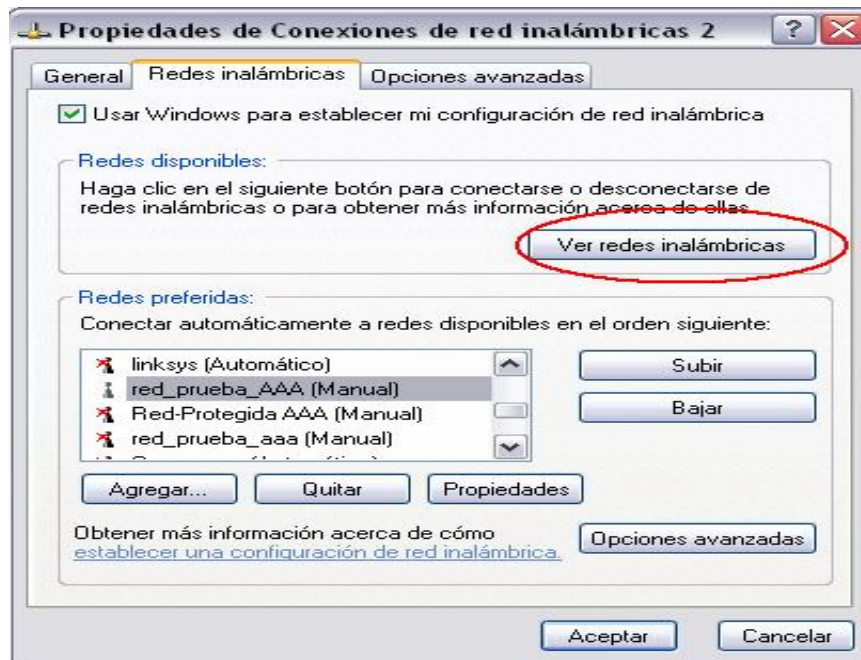 Propiedades de Conexiones de red inalámbricas 2
General
Redes inalámbricas
Opciones avanzadas
Usar Windows para establecer mi configuración de red inalámbrica
Redes disponibles:
Haga clic en el siguiente botón para conectarse o desconectarse de
redes inalámbricas o para obtener más información acerca de ellas
Ver redes inalámbricas
Redes preferidas:
Conectar automáticamente a redes disponibles en el orden siguiente:
linksys (Automático)
red_prueba_AAA (Manual)
Red-Protegida AAA (Manual)
red_prueba_aaa (Manual)
Subir
Bajar
Agregar...
Quitar
Propiedades
Obtener más información acerca de cómo
establecer una configuración de red inalámbrica.
Opciones avanzadas
Aceptar
Cancelar